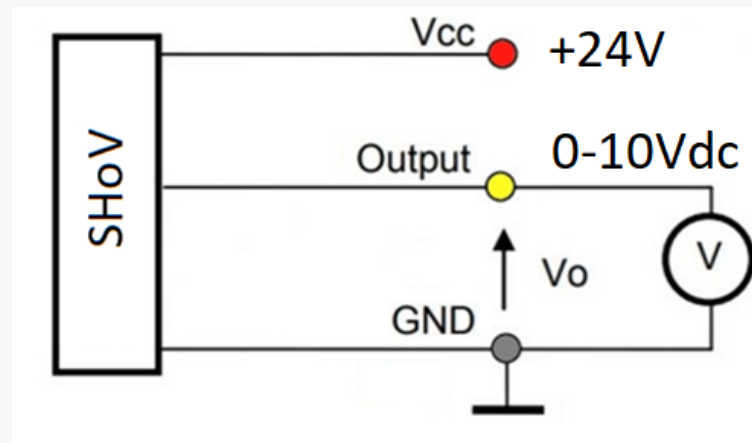 Vcc +24V
SHoV
Output 0-10Vdc
V
Vo
GND